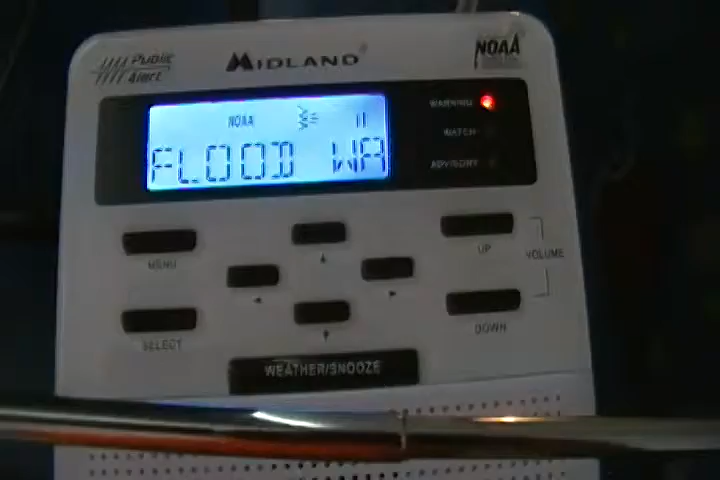 Public
Alert
MIDLAND
NOAA
NOAA
FLOOD WA
WARNING
WATCH
ADVISORY
MENU
SELECT
UP
VOLUME
DOWN
WEATHER/SNOOZE